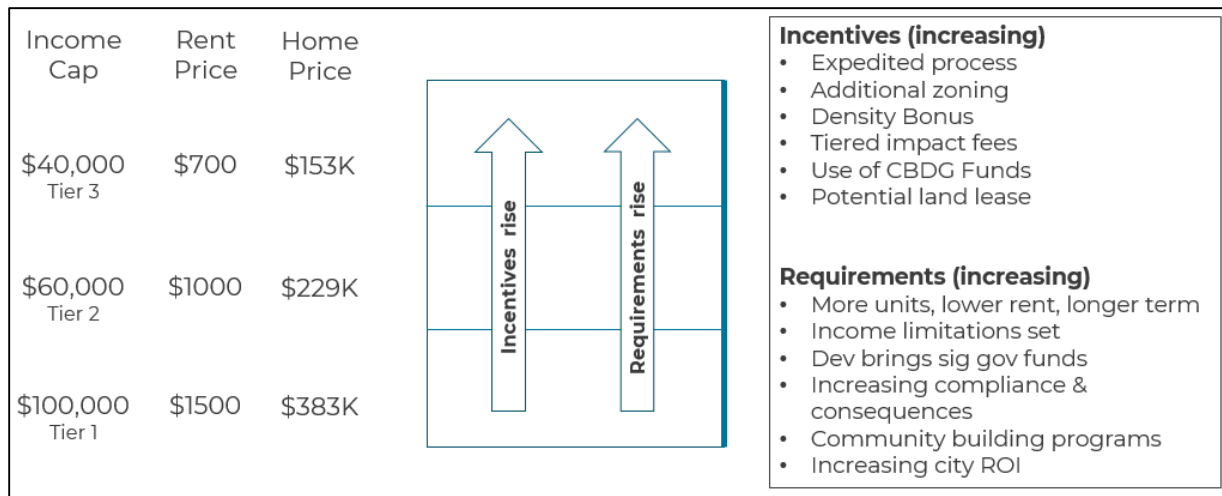 Income Cap
Rent Price
Home Price
$40,000
Tier 3
$700
$153K
$60,000
Tier 2
$1000
$229K
$100,000
Tier 1
$1500
$383K
Incentives rise
Requirements rise
Incentives (increasing)
• Expedited process
• Additional zoning
• Density Bonus
• Tiered impact fees
• Use of CBDG Funds
• Potential land lease
Requirements (increasing)
• More units, lower rent, longer term
• Income limitations set
• Dev brings sig gov funds
• Increasing compliance &
consequences
• Community building programs
• Increasing city ROI